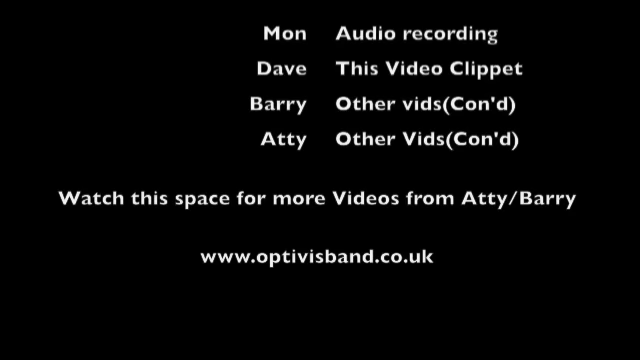 Mon Audio recording
Dave This Video Clippet
Barry Other vids(Con'd)
Atty Other Vids(Con'd)
Watch this space for more Videos from Atty/Barry
www.optivisband.co.uk